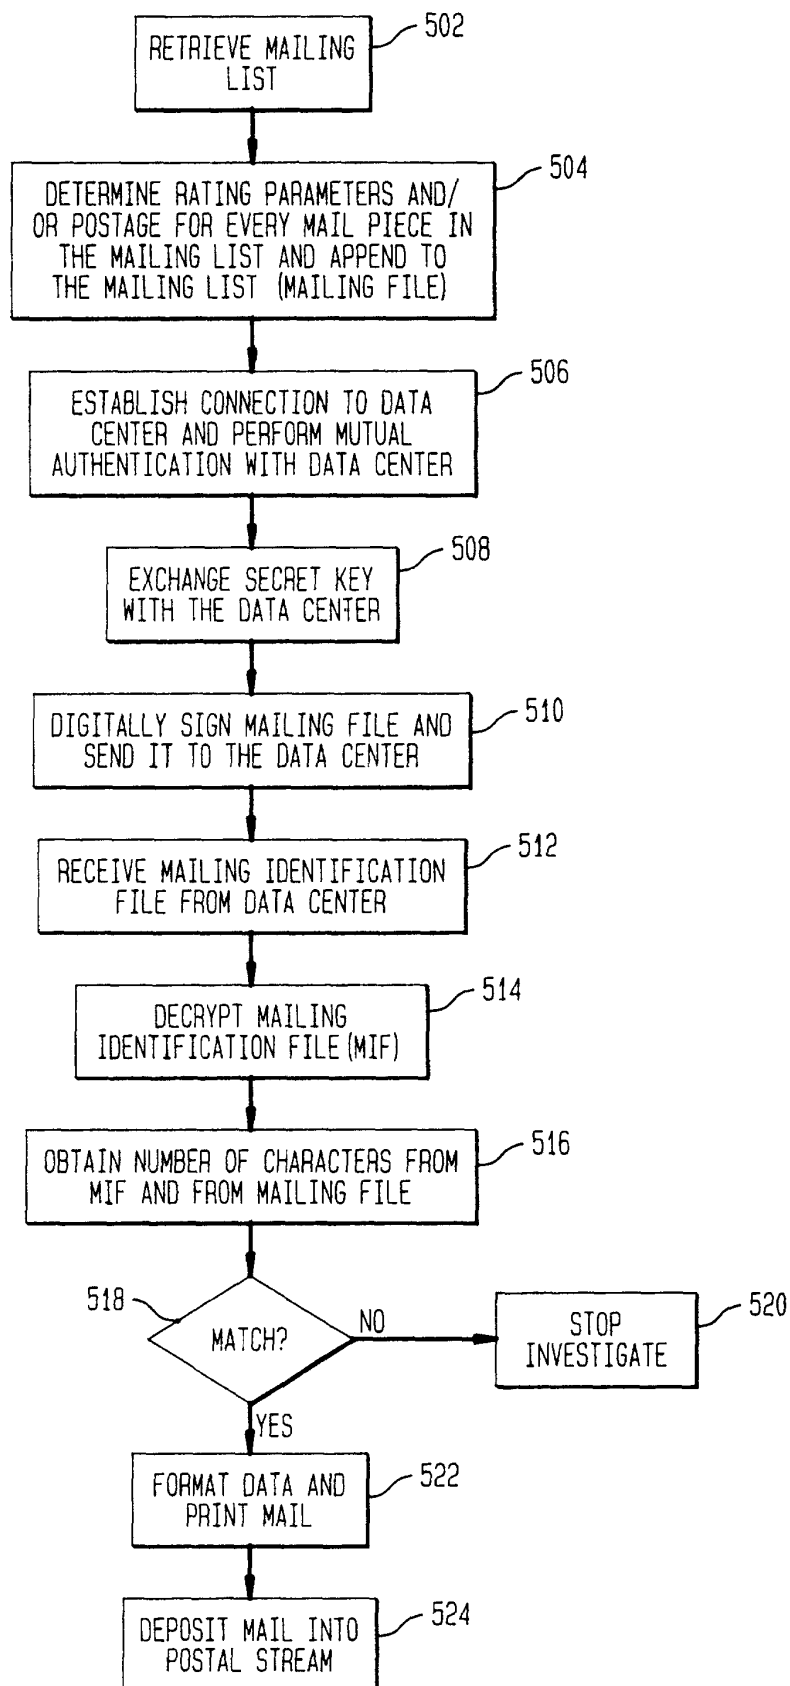 502
RETRIEVE MAILING
LIST
504
DETERMINE RATING PARAMETERS AND/
OR POSTAGE FOR EVERY MAIL PIECE IN
THE MAILING LIST AND APPEND TO
THE MAILING LIST (MAILING FILE)
506
ESTABLISH CONNECTION TO DATA
CENTER AND PERFORM MUTUAL
AUTHENTICATION WITH DATA CENTER
508
EXCHANGE SECRET KEY
WITH THE DATA CENTER
510
DIGITALLY SIGN MAILING FILE AND
SEND IT TO THE DATA CENTER
512
RECEIVE MAILING IDENTIFICATION
FILE FROM DATA CENTER
514
DECRYPT MAILING
IDENTIFICATION FILE (MIF)
516
OBTAIN NUMBER OF CHARACTERS FROM
MIF AND FROM MAILING FILE
518
MATCH?
NO
520
STOP
INVESTIGATE
YES
522
FORMAT DATA AND
PRINT MAIL
524
DEPOSIT MAIL INTO
POSTAL STREAM